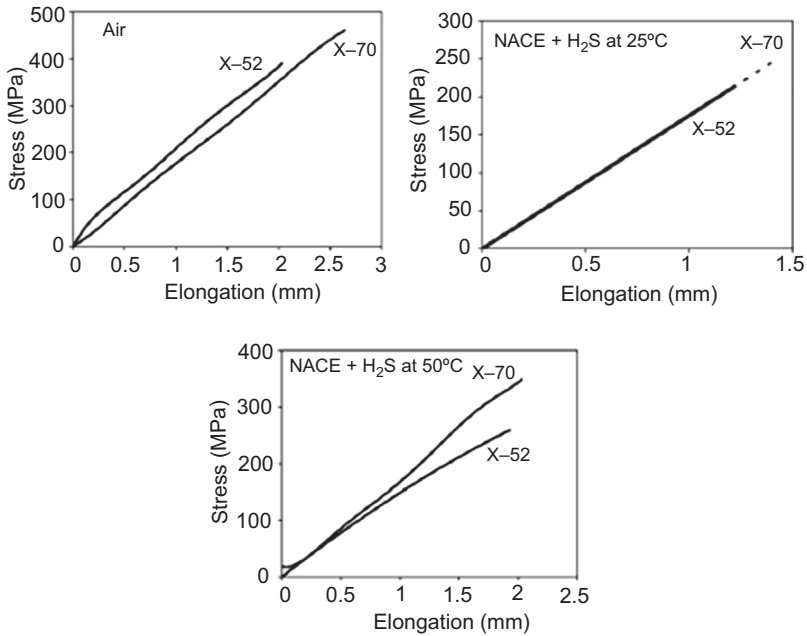 Air
500
400
300
200
100
0
Stress (MPa)
X–52
X–70
0 0.5 1 1.5 2 2.5 3
Elongation (mm)
NACE + H₂S at 25ºC
300
250
200
150
100
50
0
Stress (MPa)
X–70
X–52
0 0.5 1 1.5
Elongation (mm)
NACE + H₂S at 50ºC
400
300
200
100
0
Stress (MPa)
X–70
X–52
0 0.5 1 1.5 2 2.5
Elongation (mm)